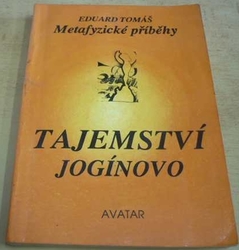 EDUARD TOMÁŠ
Metafyzické příběhy
TAJEMSTVÍ
JOGÍNOVO
AVATAR